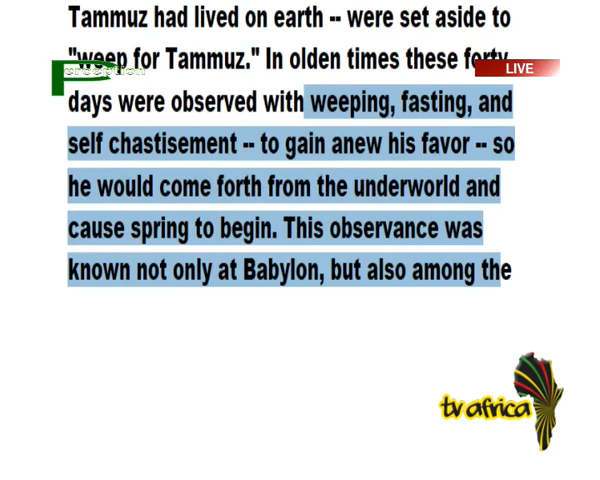 Tammuz had lived on earth -- were set aside to
"weep for Tammuz." In olden times these forty
Perception
LIVE
days were observed with weeping, fasting, and
self chastisement -- to gain anew his favor -- so
he would come forth from the underworld and
cause spring to begin. This observance was
known not only at Babylon, but also among the
tv africa